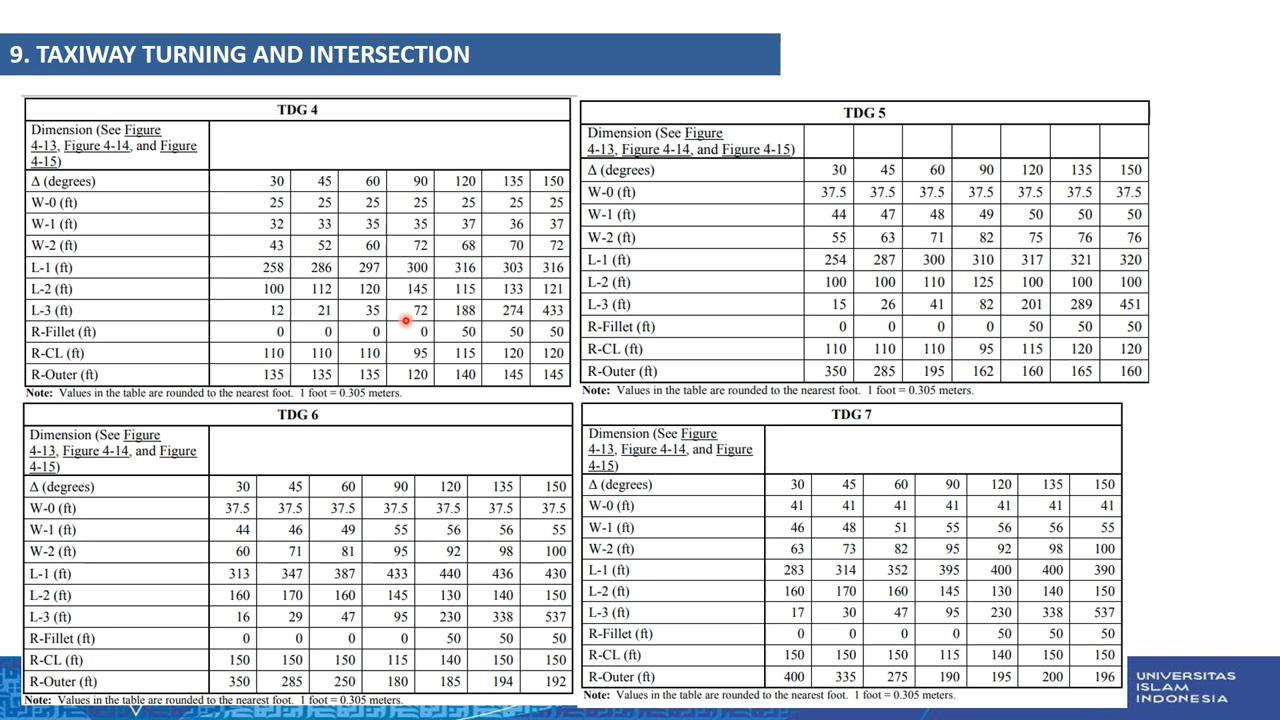 9. TAXIWAY TURNING AND INTERSECTION
TDG 4
Dimension (See Figure
4-13, Figure 4-14, and Figure
4-15)
Δ (degrees) 30 45 60 90 120 135 150
W-0 (ft) 25 25 25 25 25 25 25
W-1 (ft) 32 33 35 35 37 36 37
W-2 (ft) 43 52 60 72 68 70 72
L-1 (ft) 258 286 297 300 316 303 316
L-2 (ft) 100 112 120 145 115 133 121
L-3 (ft) 12 21 35 72 188 274 433
R-Fillet (ft) 0 0 0 0 50 50 50
R-CL (ft) 110 110 110 95 115 120 120
R-Outer (ft) 135 135 135 120 140 145 145
Note: Values in the table are rounded to the nearest foot. 1 foot = 0.305 meters.
TDG 5
Dimension (See Figure
4-13, Figure 4-14, and Figure 4-15)
Δ (degrees) 30 45 60 90 120 135 150
W-0 (ft) 37.5 37.5 37.5 37.5 37.5 37.5 37.5
W-1 (ft) 44 47 48 49 50 50 50
W-2 (ft) 55 63 71 82 75 76 76
L-1 (ft) 254 287 300 310 317 321 320
L-2 (ft) 100 100 110 125 100 100 100
L-3 (ft) 15 26 41 82 201 289 451
R-Fillet (ft) 0 0 0 0 50 50 50
R-CL (ft) 110 110 110 95 115 120 120
R-Outer (ft) 350 285 195 162 160 165 160
Note: Values in the table are rounded to the nearest foot. 1 foot = 0.305 meters.
TDG 6
Dimension (See Figure
4-13, Figure 4-14, and Figure
4-15)
Δ (degrees) 30 45 60 90 120 135 150
W-0 (ft) 37.5 37.5 37.5 37.5 37.5 37.5 37.5
W-1 (ft) 44 46 49 55 56 56 55
W-2 (ft) 60 71 81 95 92 98 100
L-1 (ft) 313 347 387 433 440 436 430
L-2 (ft) 160 170 160 145 130 140 150
L-3 (ft) 16 29 47 95 230 338 537
R-Fillet (ft) 0 0 0 0 50 50 50
R-CL (ft) 150 150 150 115 140 150 150
R-Outer (ft) 350 285 250 180 185 194 192
Note: Values in the table are rounded to the nearest foot. 1 foot = 0.305 meters.
TDG 7
Dimension (See Figure
4-13, Figure 4-14, and Figure
4-15)
Δ (degrees) 30 45 60 90 120 135 150
W-0 (ft) 41 41 41 41 41 41 41
W-1 (ft) 46 48 51 55 56 56 55
W-2 (ft) 63 73 82 95 92 98 100
L-1 (ft) 283 314 352 395 400 400 390
L-2 (ft) 160 170 160 145 130 140 150
L-3 (ft) 17 30 47 95 230 338 537
R-Fillet (ft) 0 0 0 0 50 50 50
R-CL (ft) 150 150 150 115 140 150 150
R-Outer (ft) 400 335 275 190 195 200 196
Note: Values in the table are rounded to the nearest foot. 1 foot = 0.305 meters.
UNIVERSITAS
ISLAM
INDONESIA